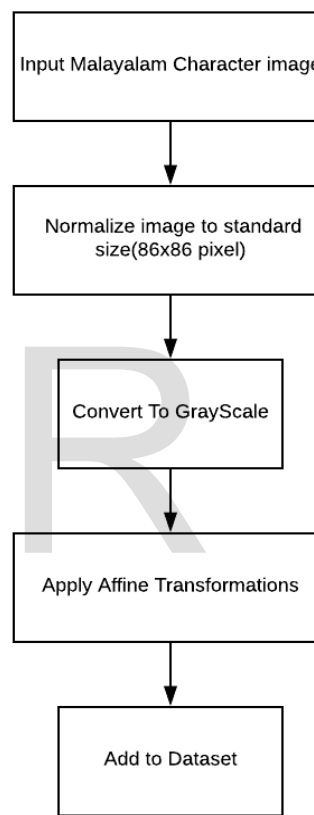 Input Malayalam Character image
Normalize image to standard
size(86x86 pixel)
R
Convert To GrayScale
Apply Affine Transformations
Add to Dataset